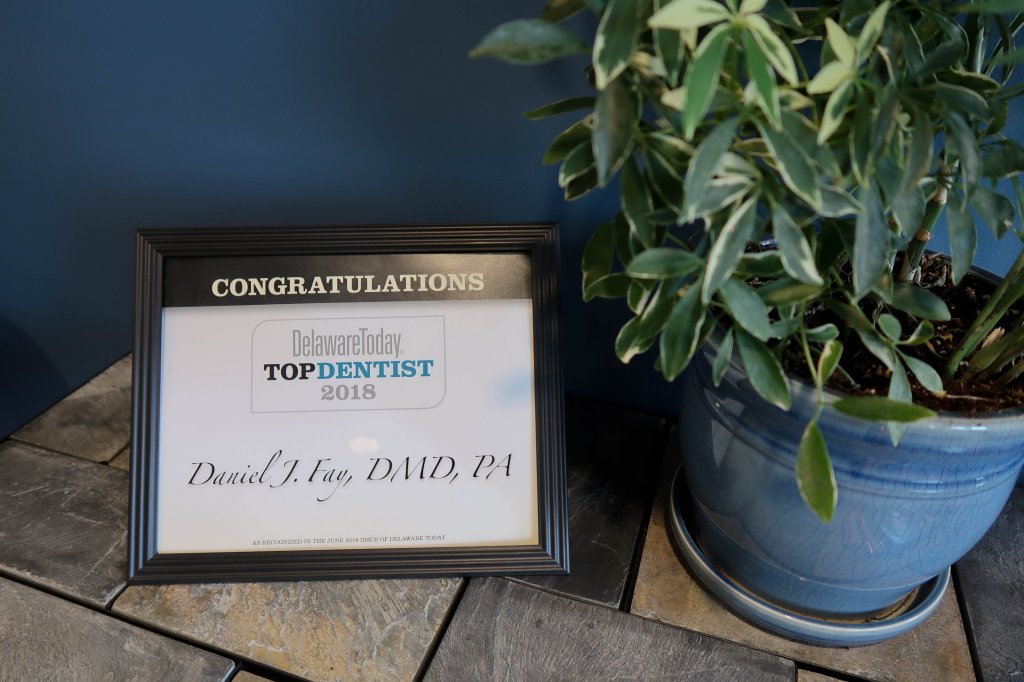 CONGRATULATIONS
DelawareToday®
TOPDENTIST
2018
Daniel J. Fay, DMD, PA
AS RECOGNIZED IN THE JUNE 2018 ISSUE OF DELAWARE TODAY